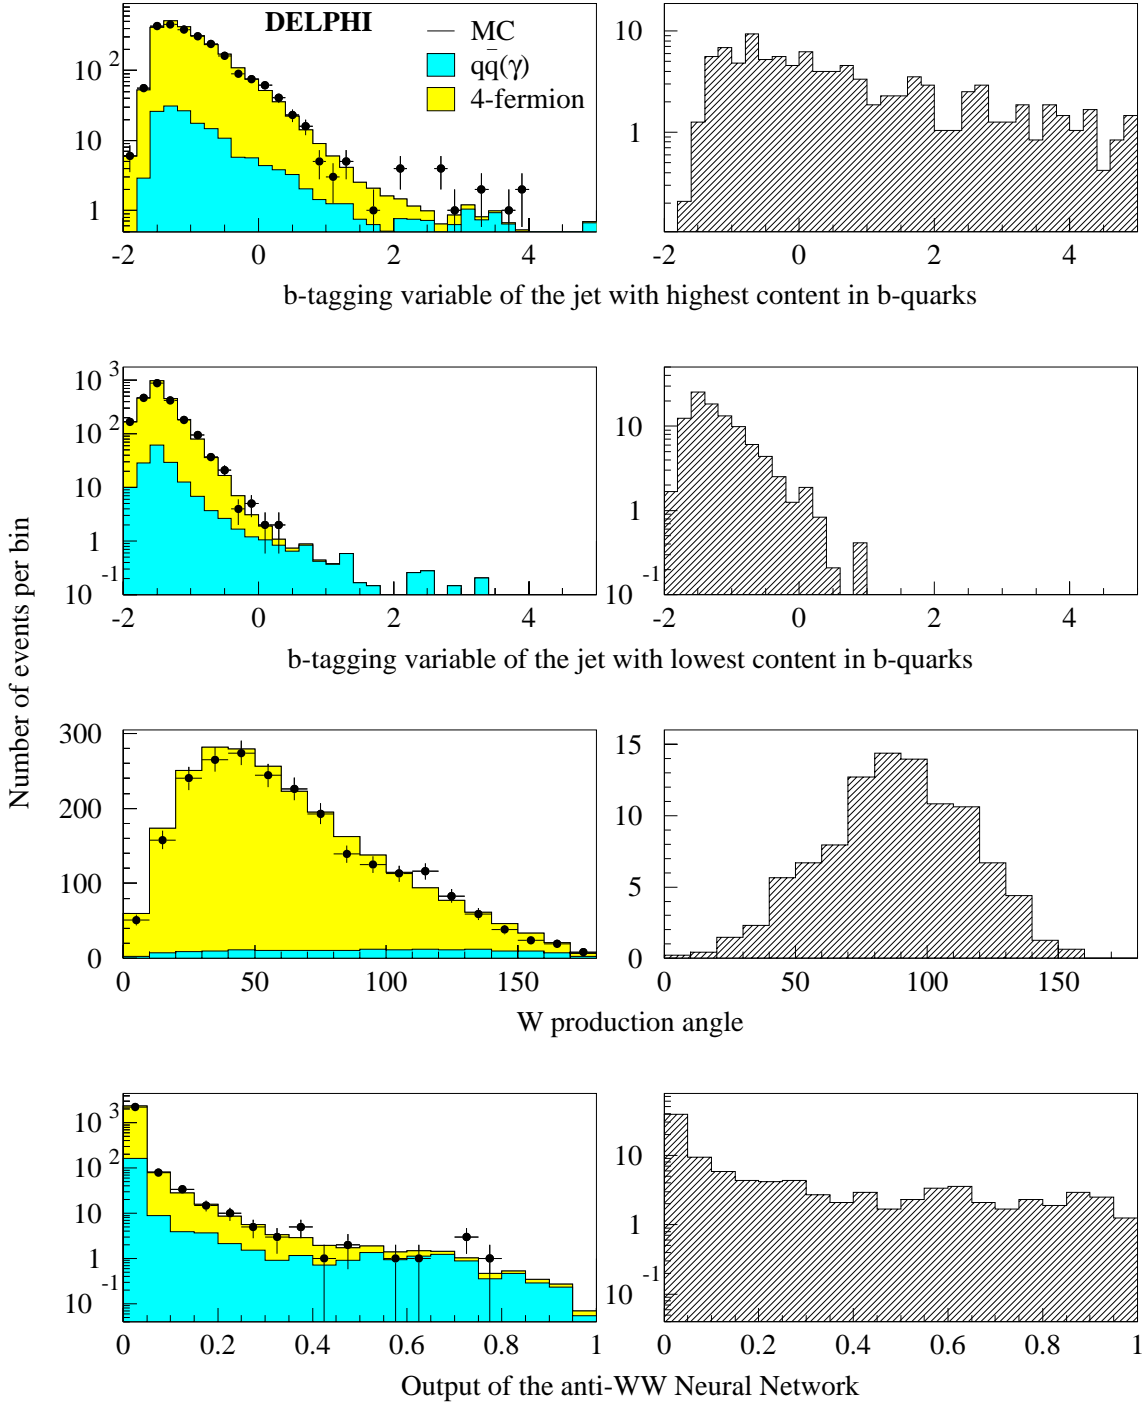 DELPHI
MC
qq̄(γ)
4-fermion
10²
10
1
-2 0 2 4
10
1
-2 0 2 4
b-tagging variable of the jet with highest content in b-quarks
10³
10²
10
1
10⁻¹
-2 0 2 4
10
1
10⁻¹
-2 0 2 4
b-tagging variable of the jet with lowest content in b-quarks
Number of events per bin
300
200
100
0
0 50 100 150
15
10
5
0
0 50 100 150
W production angle
10³
10²
10
1
10⁻¹
0 0.2 0.4 0.6 0.8 1
10
1
10⁻¹
0 0.2 0.4 0.6 0.8 1
Output of the anti-WW Neural Network